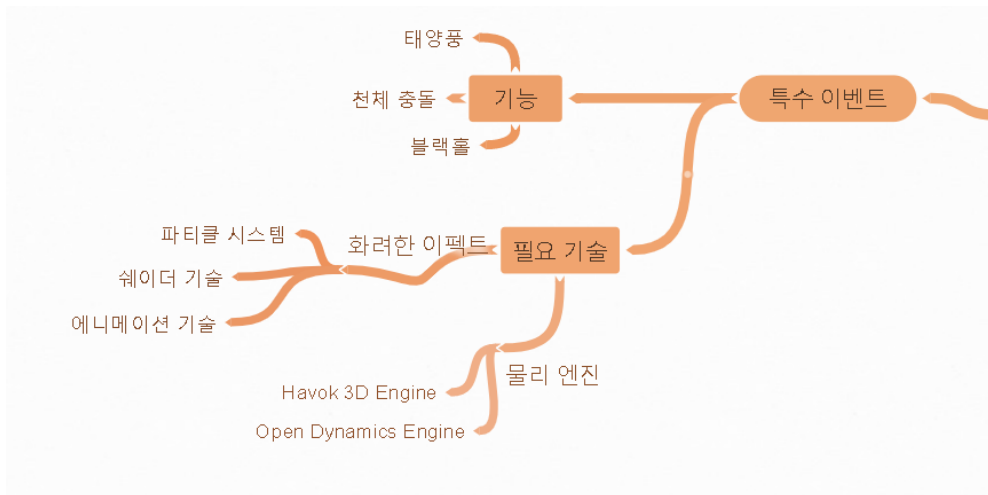 태양풍
천체 충돌
기능
특수 이벤트
블랙홀
파티클 시스템
화려한 이펙트
필요 기술
쉐이더 기술
에니메이션 기술
물리 엔진
Havok 3D Engine
Open Dynamics Engine